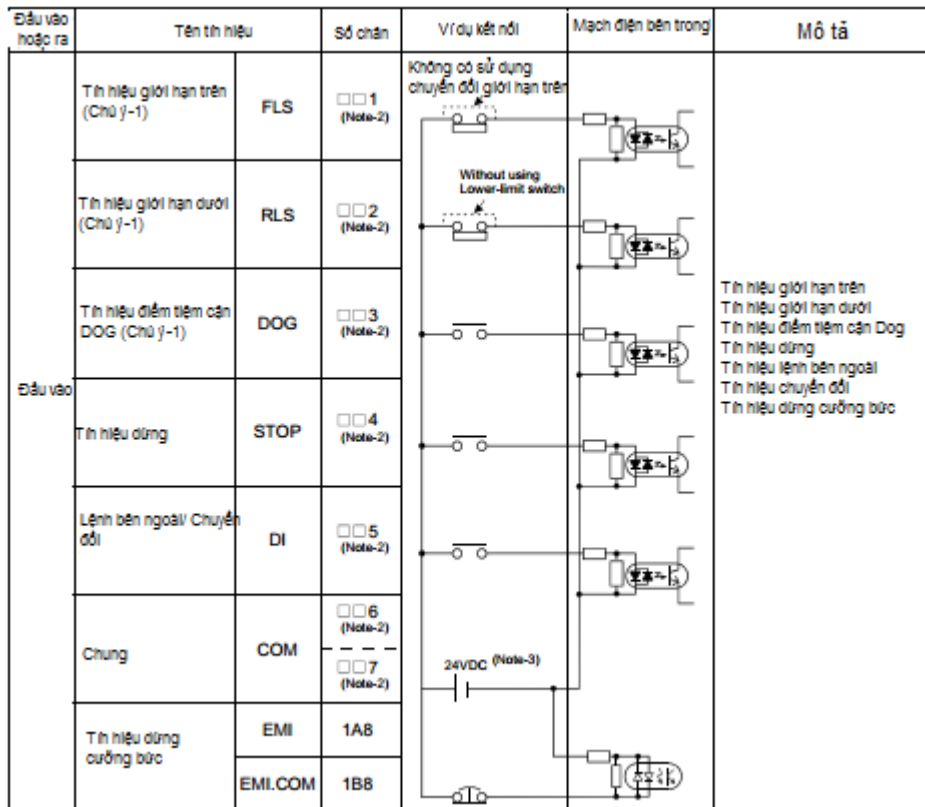 Đầu vào hoặc ra
Tên tín hiệu
Số chân
Ví dụ kết nối
Mạch điện bên trong
Mô tả
Đầu vào
Tín hiệu giới hạn trên
(Chú ý-1)
FLS
□□1
(Note-2)
Không có sử dụng
chuyển đổi giới hạn trên
Tín hiệu giới hạn dưới
(Chú ý-1)
RLS
□□2
(Note-2)
Without using
Lower-limit switch
Tín hiệu điểm tiệm cận
DOG (Chú ý-1)
DOG
□□3
(Note-2)
Tín hiệu dừng
STOP
□□4
(Note-2)
Lệnh bên ngoài/ Chuyển
đổi
DI
□□5
(Note-2)
Chung
COM
□□6
(Note-2)
□□7
(Note-2)
24VDC (Note-3)
Tín hiệu dừng
cưỡng bức
EMI
1A8
EMI.COM
1B8
Tín hiệu giới hạn trên
Tín hiệu giới hạn dưới
Tín hiệu điểm tiệm cận Dog
Tín hiệu dừng
Tín hiệu lệnh bên ngoài
Tín hiệu chuyển đổi
Tín hiệu dừng cưỡng bức